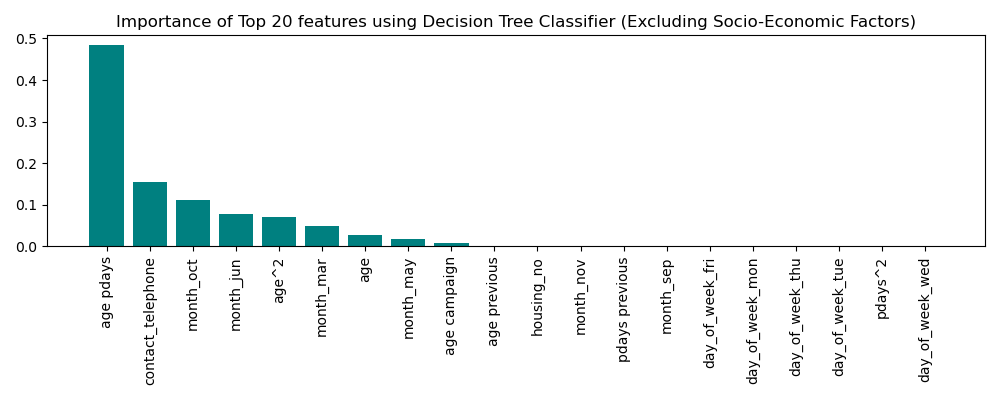 Importance of Top 20 features using Decision Tree Classifier (Excluding Socio-Economic Factors)
0.5
0.4
0.3
0.2
0.1
0.0
age pdays
contact_telephone
month_oct
month_jun
age^2
month_mar
age
month_may
age campaign
age previous
housing_no
month_nov
pdays previous
month_sep
day_of_week_fri
day_of_week_mon
day_of_week_thu
day_of_week_tue
pdays^2
day_of_week_wed